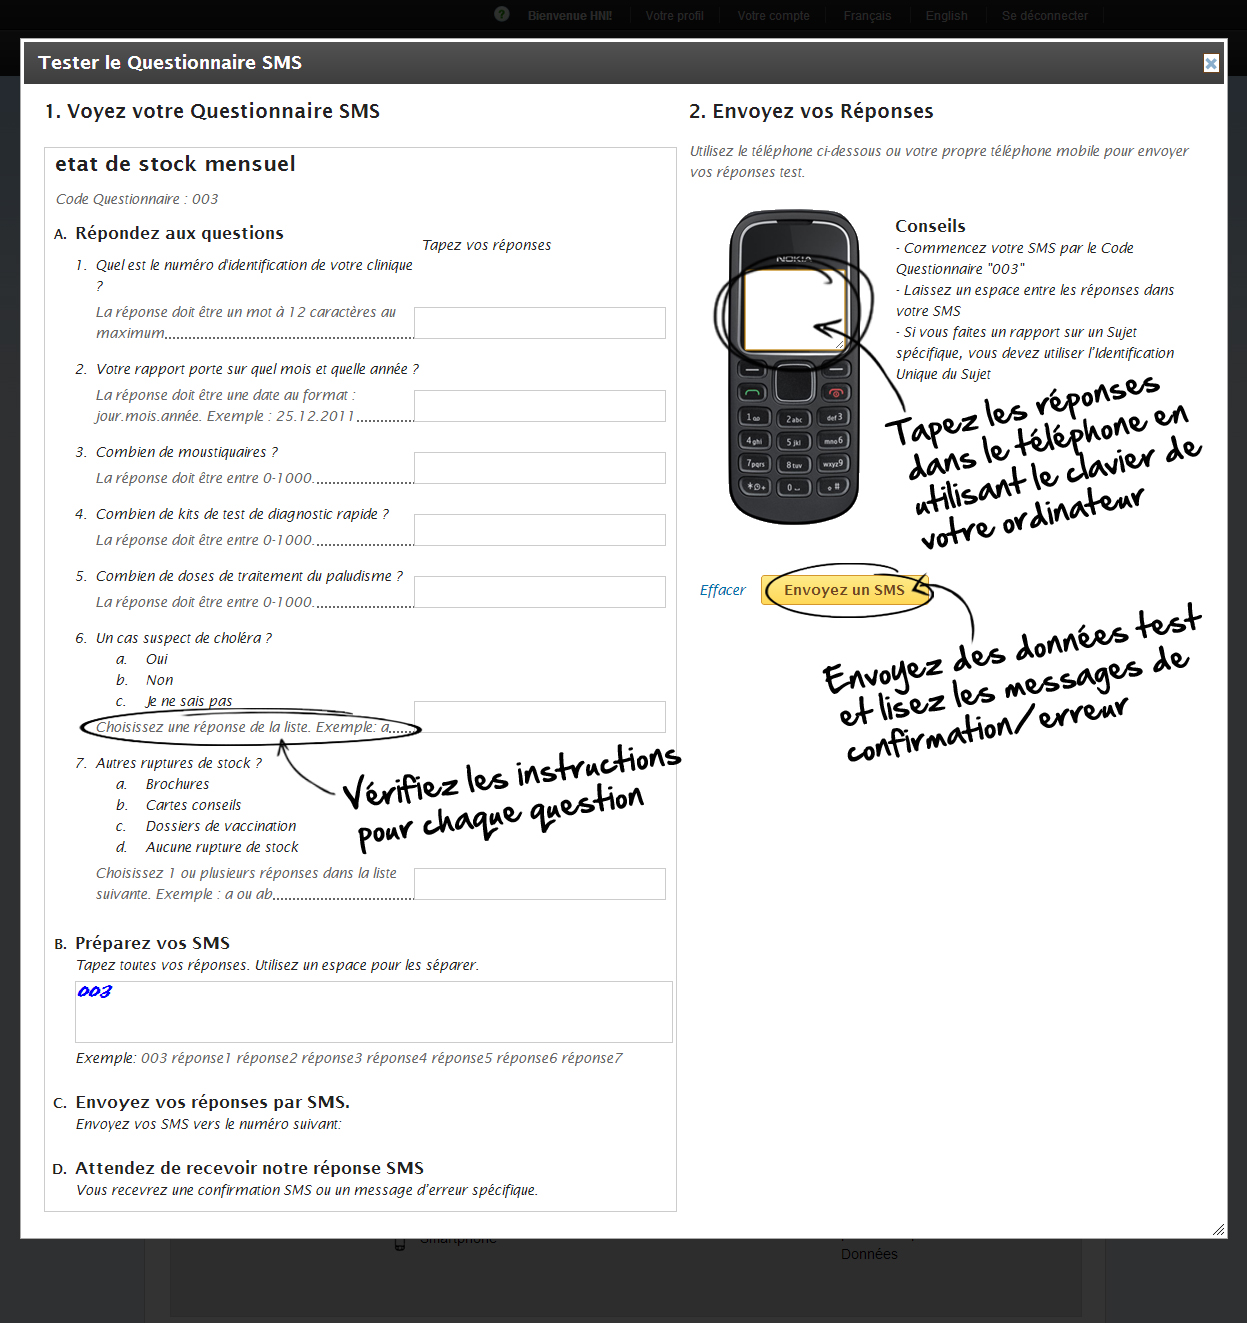 Bienvenue HNI!
Votre profil
Votre compte
Français
English
Se déconnecter
Tester le Questionnaire SMS
1. Voyez votre Questionnaire SMS
etat de stock mensuel
Code Questionnaire : 003
A. Répondez aux questions
Tapez vos réponses
1. Quel est le numéro d'identification de votre clinique
?
La réponse doit être un mot à 12 caractères au
maximum
2. Votre rapport porte sur quel mois et quelle année ?
La réponse doit être une date au format :
jour.mois.année. Exemple : 25.12.2011
3. Combien de moustiquaires ?
La réponse doit être entre 0-1000.
4. Combien de kits de test de diagnostic rapide ?
La réponse doit être entre 0-1000.
5. Combien de doses de traitement du paludisme ?
La réponse doit être entre 0-1000.
6. Un cas suspect de choléra ?
a. Oui
b. Non
c. Je ne sais pas
Choisissez une réponse de la liste. Exemple: a
Vérifiez les instructions
pour chaque question
7. Autres ruptures de stock ?
a. Brochures
b. Cartes conseils
c. Dossiers de vaccination
d. Aucune rupture de stock
Choisissez 1 ou plusieurs réponses dans la liste
suivante. Exemple : a ou ab
B. Préparez vos SMS
Tapez toutes vos réponses. Utilisez un espace pour les séparer.
003
Exemple: 003 réponse1 réponse2 réponse3 réponse4 réponse5 réponse6 réponse7
C. Envoyez vos réponses par SMS.
Envoyez vos SMS vers le numéro suivant:
D. Attendez de recevoir notre réponse SMS
Vous recevrez une confirmation SMS ou un message d'erreur spécifique.
2. Envoyez vos Réponses
Utilisez le téléphone ci-dessous ou votre propre téléphone mobile pour envoyer
vos réponses test.
NOKIA
1
2abc
def3
4ghi
5jkl
mno6
7pqrs
8tuv
wxyz9
0
#
Conseils
- Commencez votre SMS par le Code
Questionnaire "003"
- Laissez un espace entre les réponses dans
votre SMS
- Si vous faites un rapport sur un Sujet
spécifique, vous devez utiliser l'Identification
Unique du Sujet
Tapez les réponses
dans le téléphone en
utilisant le clavier de
votre ordinateur
Effacer
Envoyez un SMS
Envoyez des données test
et lisez les messages de
confirmation/erreur
Smartphone
Données